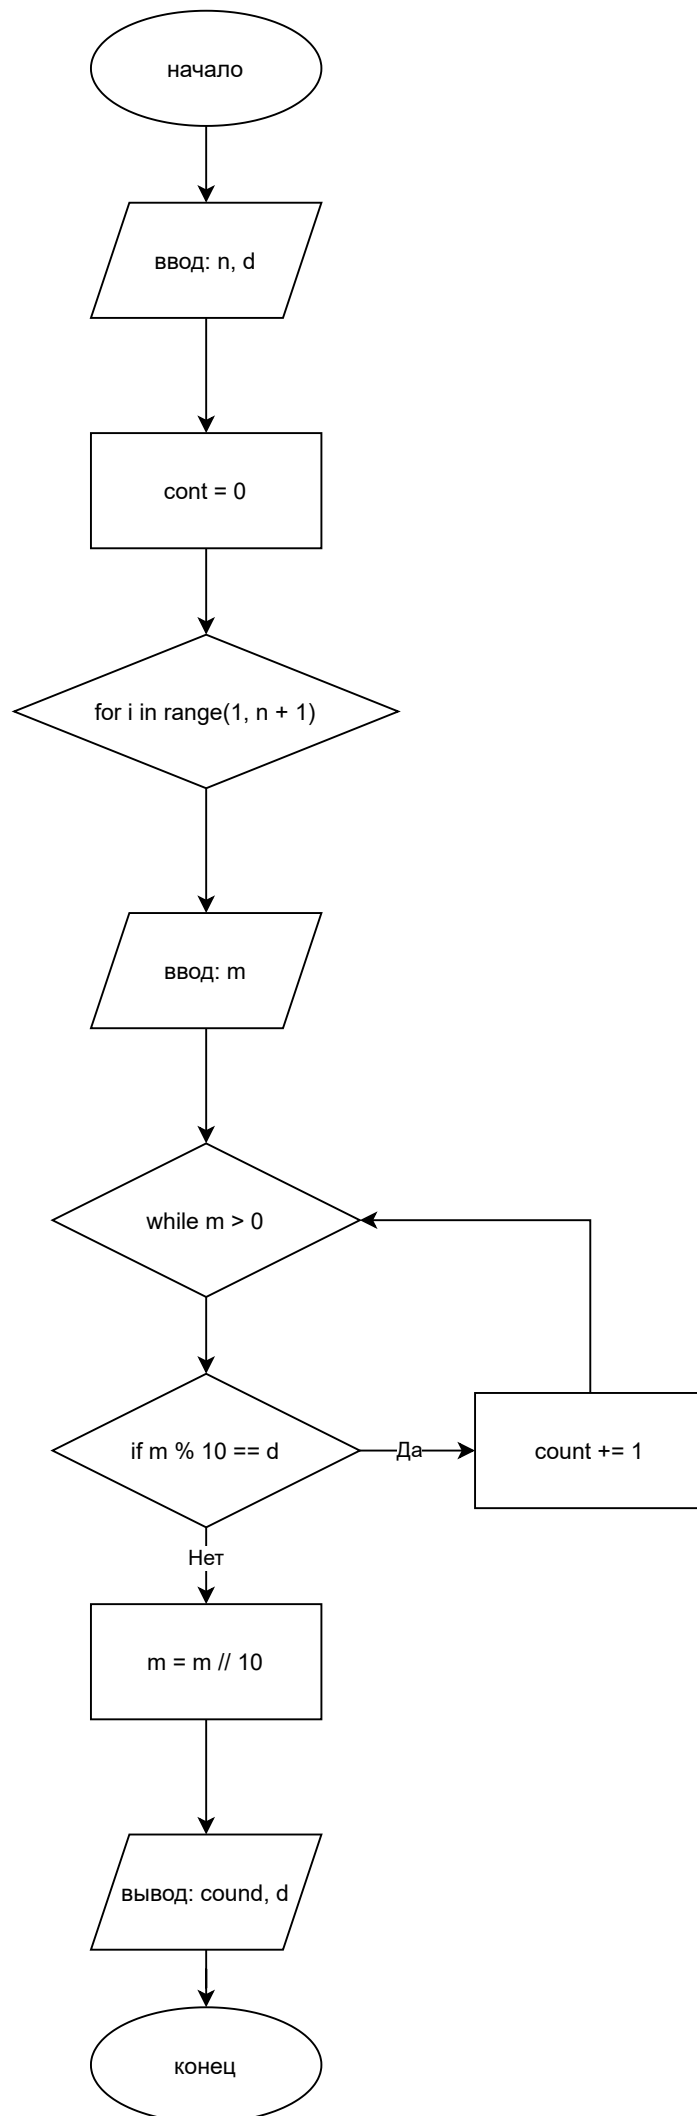 начало
ввод: n, d
cont = 0
for i in range(1, n + 1)
ввод: m
while m > 0
if m % 10 == d
Да
count += 1
Нет
m = m // 10
вывод: cound, d
конец